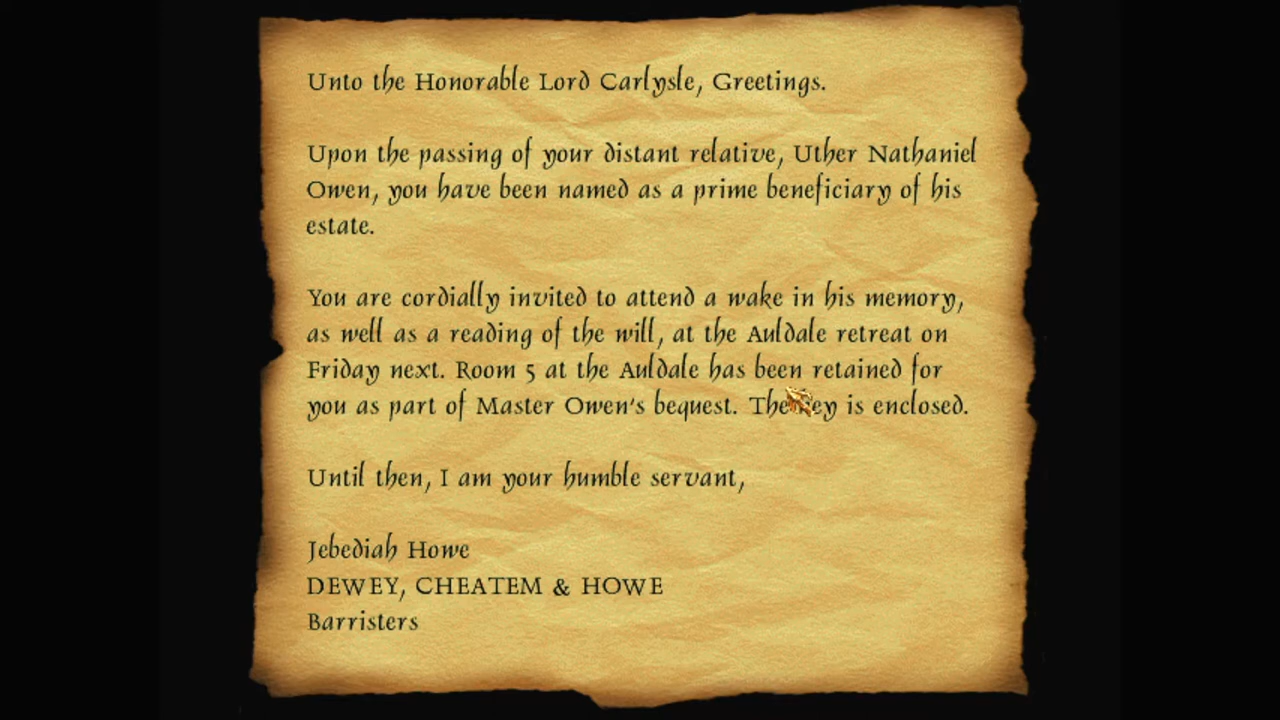 Unto the Honorable Lord Carlysle, Greetings.
Upon the passing of your distant relative, Uther Nathaniel
Owen, you have been named as a prime beneficiary of his
estate.
You are cordially invited to attend a wake in his memory,
as well as a reading of the will, at the Auldale retreat on
Friday next. Room 5 at the Auldale has been retained for
you as part of Master Owen's bequest. The key is enclosed.
Until then, I am your humble servant,
Jebediah Howe
DEWEY, CHEATEM & HOWE
Barristers